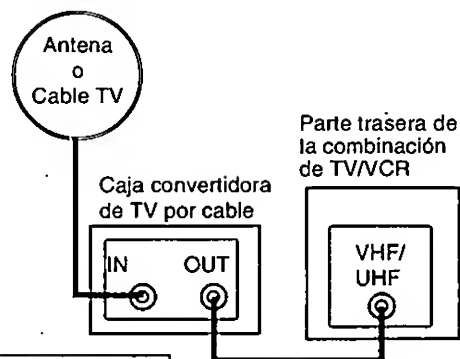 Antena
o
Cable TV
Parte trasera de
la combinación
de TV/VCR
Caja convertidora
de TV por cable
IN
OUT
VHF/
UHF